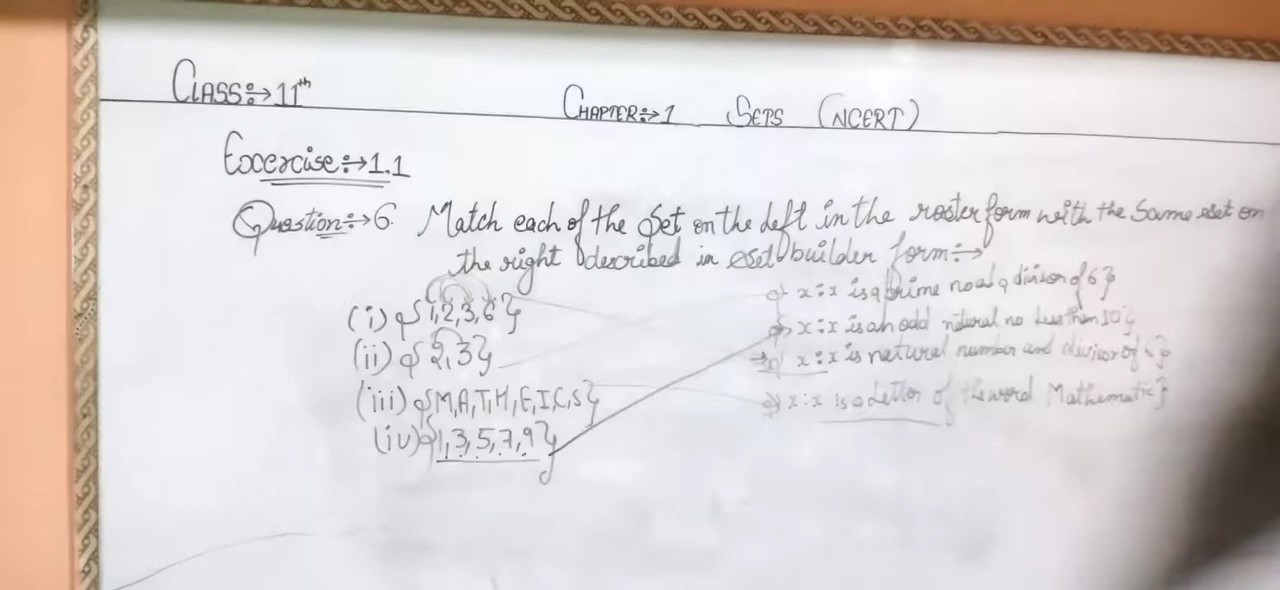 CLASS:→11th
CHAPTER:→1 SETS (NCERT)
Excercise:→1.1
Question:→6. Match each of the Set on the left in the roster form with the Same set on
the right described in set builder form:→
(i) {1,2,3,6}
x:x is a prime no and a divisor of 6}
(ii) {2,3}
x:x is an odd natural no less then 10}
(iii) {M,A,T,H,E,I,C,S}
x:x is natural number and divisor of 6}
(iv) {1,3,5,7,9}
x:x is a letter of the word Mathematic}